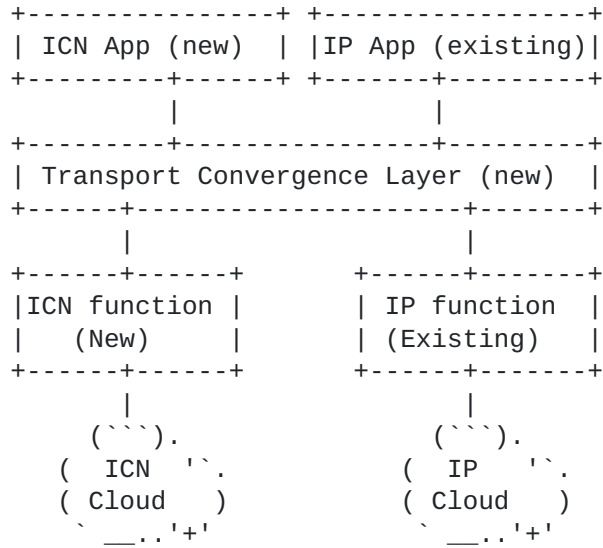 ICN App (new) IP App (existing)
Transport Convergence Layer (new)
ICN function IP function
(New) (Existing)
ICN IP
Cloud Cloud